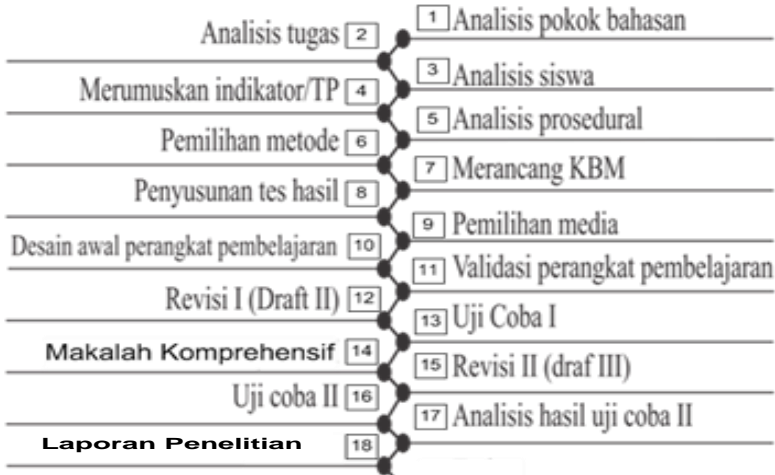 1 Analisis pokok bahasan
Analisis tugas 2
3 Analisis siswa
Merumuskan indikator/TP 4
5 Analisis prosedural
Pemilihan metode 6
7 Merancang KBM
Penyusunan tes hasil 8
9 Pemilihan media
Desain awal perangkat pembelajaran 10
11 Validasi perangkat pembelajaran
Revisi I (Draft II) 12
13 Uji Coba I
Makalah Komprehensif 14
15 Revisi II (draf III)
Uji coba II 16
17 Analisis hasil uji coba II
Laporan Penelitian 18